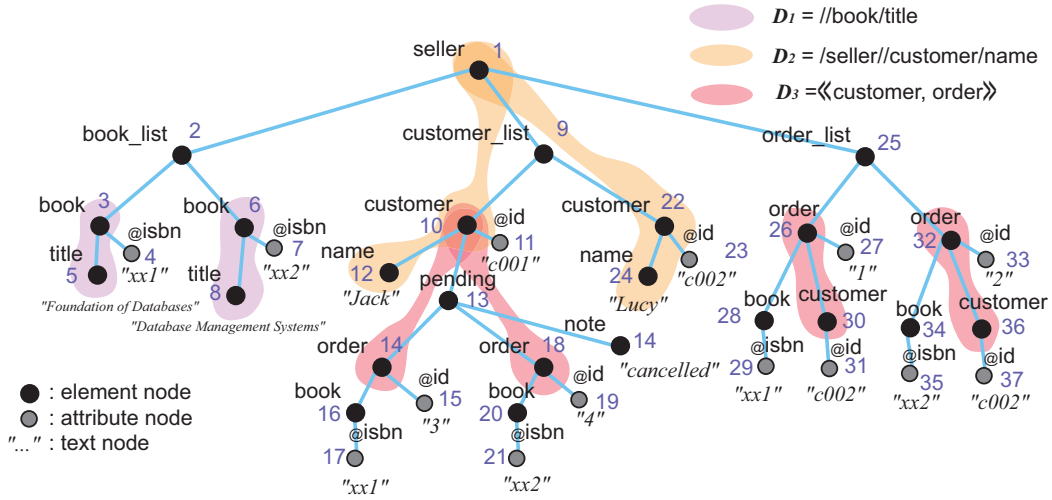 D1 = //book/title
D2 = /seller//customer/name
D3 =⟪customer, order⟫
seller 1
book_list 2
customer_list 9
order_list 25
book 3
@isbn 4
"xx1"
title 5
"Foundation of Databases"
book 6
@isbn 7
"xx2"
title 8
"Database Management Systems"
customer 10
@id 11
"c001"
name 12
"Jack"
pending 13
order 14
@id 15
"3"
book 16
@isbn 17
"xx1"
order 18
@id 19
"4"
book 20
@isbn 21
"xx2"
note 14
"cancelled"
customer 22
@id 23
"c002"
name 24
"Lucy"
order 26
@id 27
"1"
book 28
@isbn 29
"xx1"
customer 30
@id 31
"c002"
order 32
@id 33
"2"
book 34
@isbn 35
"xx2"
customer 36
@id 37
"c002"
: element node
: attribute node
"..." : text node